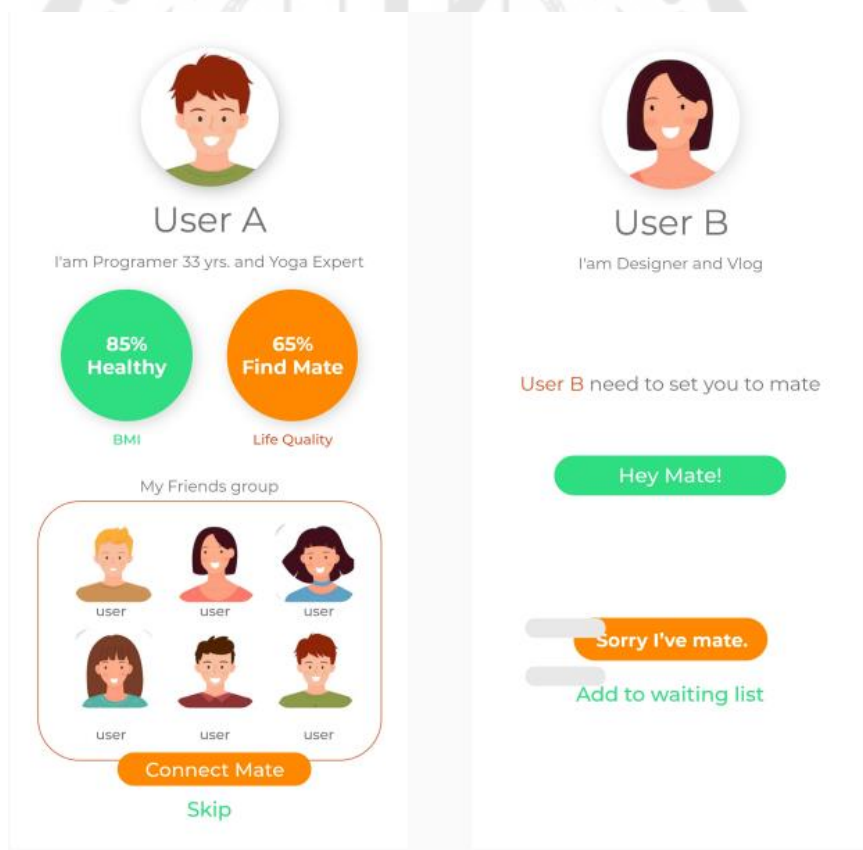 User A
I'am Programer 33 yrs. and Yoga Expert
85%
Healthy
65%
Find Mate
BMI
Life Quality
My Friends group
user
user
user
user
user
user
Connect Mate
Skip
User B
I'am Designer and Vlog
User B need to set you to mate
Hey Mate!
Sorry I've mate.
Add to waiting list